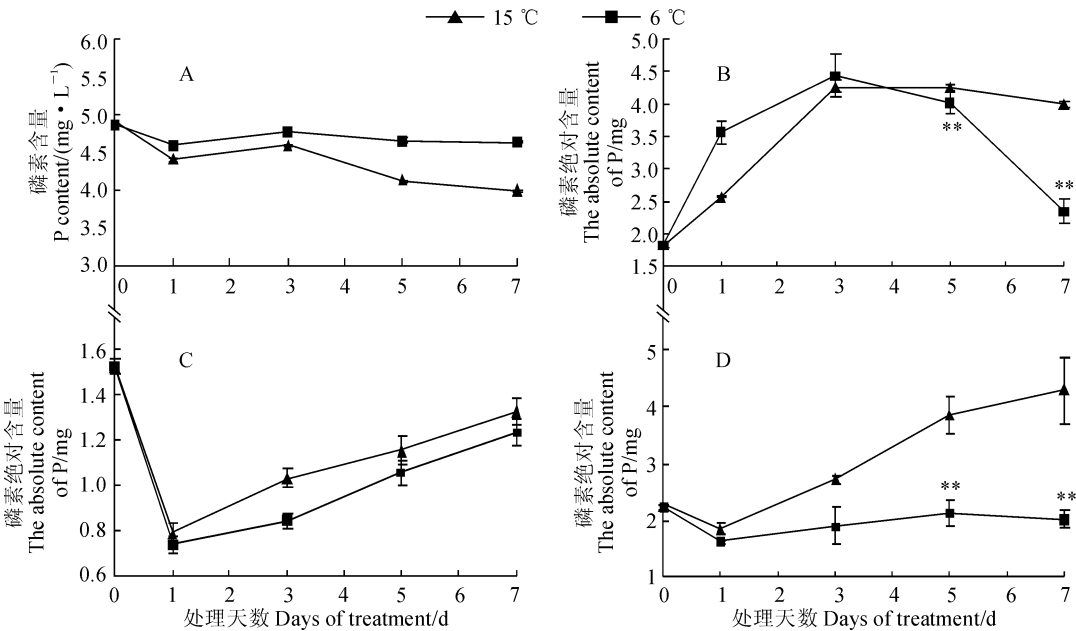 15 ℃ 6 ℃
A
磷素含量
P content/(mg·L⁻¹)
6.0
5.5
5.0
4.5
4.0
3.5
3.0
0 1 2 3 4 5 6 7
B
磷素绝对含量
The absolute content
of P/mg
5.0
4.5
4.0
3.5
3.0
2.5
2.0
1.5
**
**
0 1 2 3 4 5 6 7
C
磷素绝对含量
The absolute content
of P/mg
1.6
1.4
1.2
1.0
0.8
0.6
0 1 2 3 4 5 6 7
处理天数 Days of treatment/d
D
磷素绝对含量
The absolute content
of P/mg
5
4
3
2
1
**
**
0 1 2 3 4 5 6 7
处理天数 Days of treatment/d